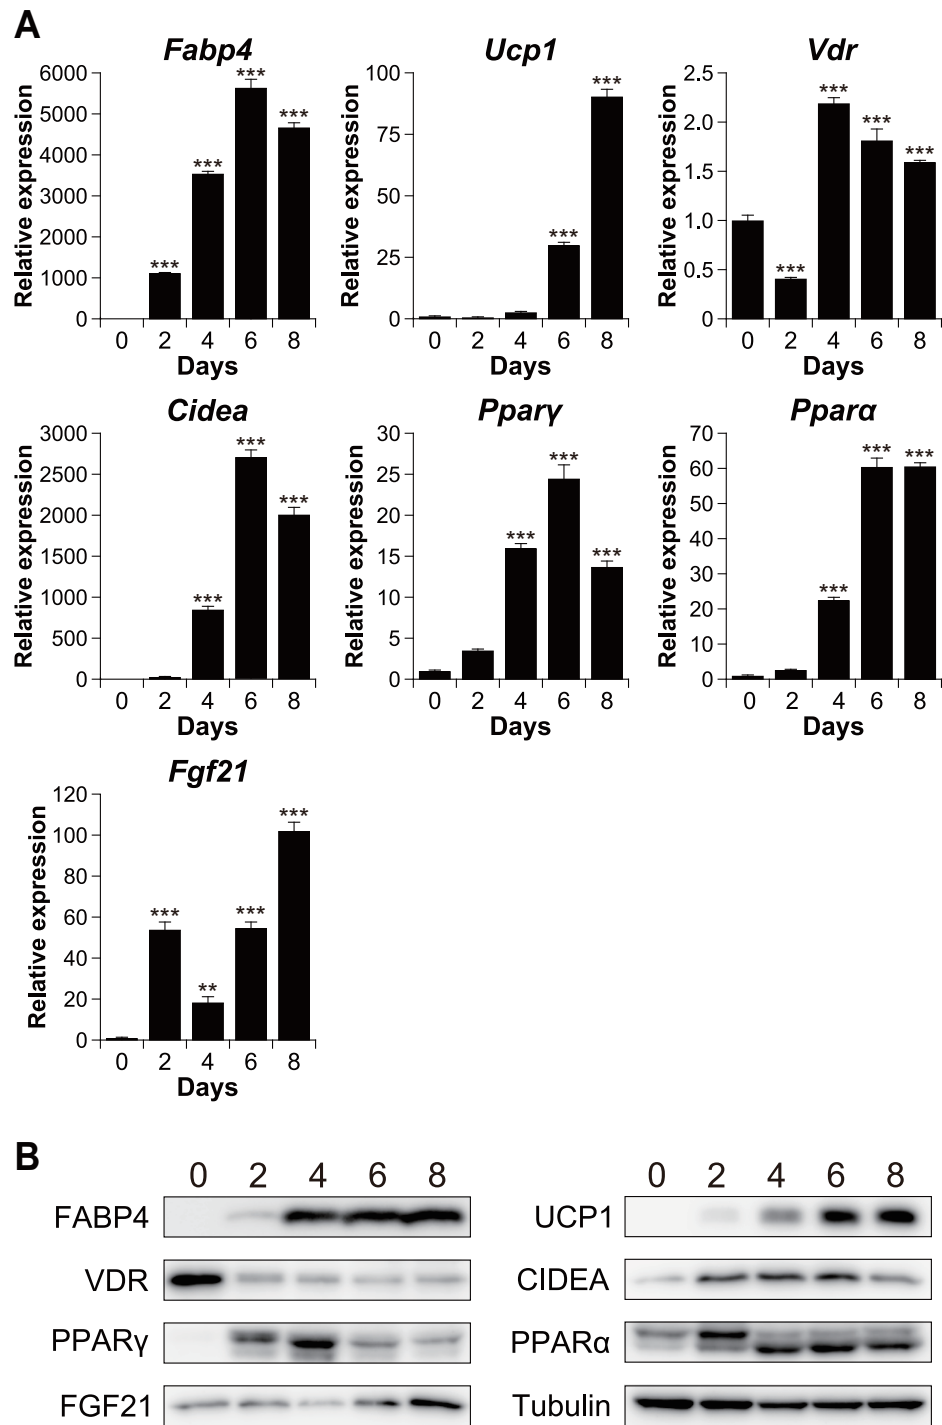 A
Fabp4
Ucp1
Vdr
Relative expression
6000
5000
4000
3000
2000
1000
0
***
***
***
***
0 2 4 6 8
Days
Relative expression
100
75
50
25
0
***
***
0 2 4 6 8
Days
Relative expression
2.5
2.0
1.5
1.0
0.5
0
***
***
***
***
0 2 4 6 8
Days
Cidea
Pparγ
Pparα
Relative expression
3000
2500
2000
1000
500
0
***
***
***
0 2 4 6 8
Days
Relative expression
30
25
20
15
10
5
0
***
***
***
0 2 4 6 8
Days
Relative expression
70
60
50
40
30
20
10
0
***
***
***
0 2 4 6 8
Days
Fgf21
Relative expression
120
100
80
60
40
20
0
***
**
***
***
0 2 4 6 8
Days
B
0 2 4 6 8
FABP4
VDR
PPARγ
FGF21
0 2 4 6 8
UCP1
CIDEA
PPARα
Tubulin